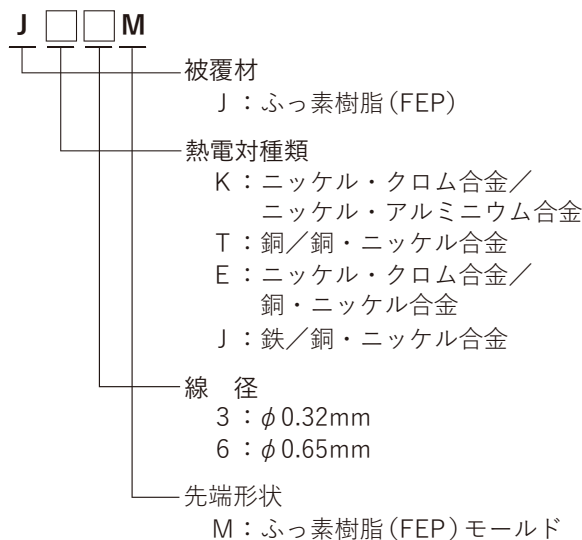 J □ □ M
被覆材
J：ふっ素樹脂(FEP)
熱電対種類
K：ニッケル・クロム合金／
ニッケル・アルミニウム合金
T：銅／銅・ニッケル合金
E：ニッケル・クロム合金／
銅・ニッケル合金
J：鉄／銅・ニッケル合金
線　径
3：φ0.32mm
6：φ0.65mm
先端形状
M：ふっ素樹脂(FEP)モールド